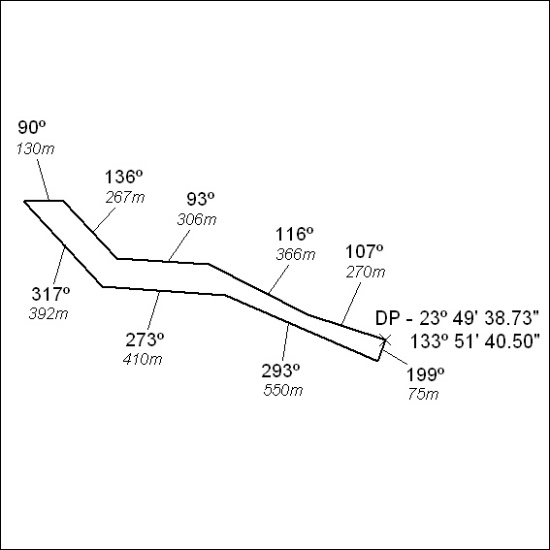 90º
130m
136º
267m
93º
306m
116º
366m
107º
270m
DP - 23º 49' 38.73"
133º 51' 40.50"
317º
392m
273º
410m
293º
550m
199º
75m